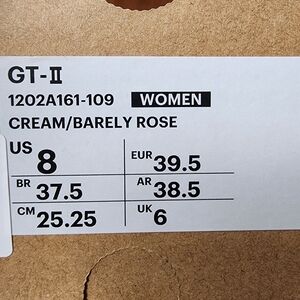 GT-II
1202A161-109 WOMEN
CREAM/BARELY ROSE
US 8 EUR 39.5
BR 37.5 AR 38.5
CM 25.25 UK 6